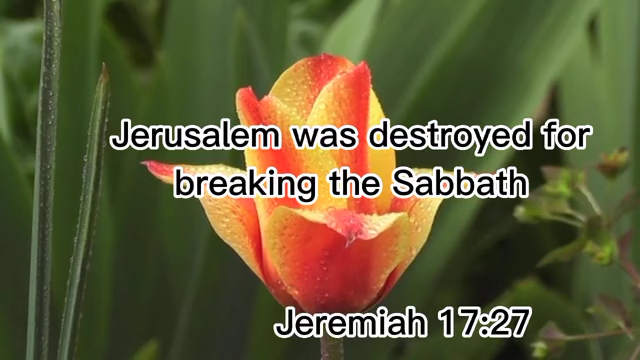 Jerusalem was destroyed for
breaking the Sabbath
Jeremiah 17:27